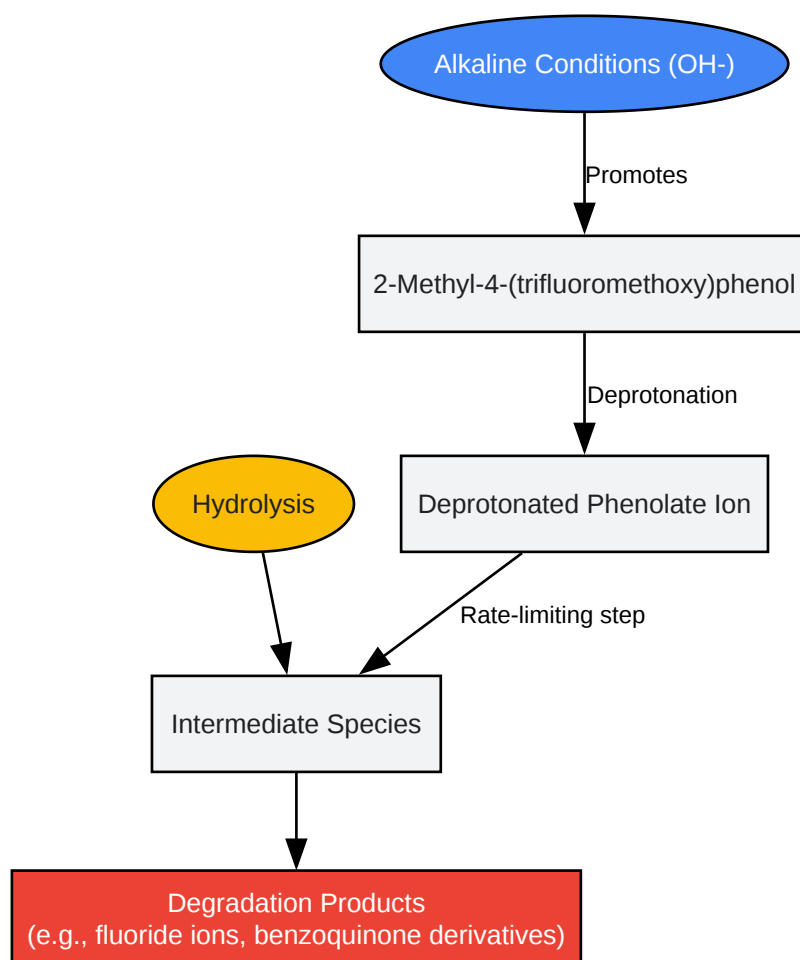 Alkaline Conditions (OH-)
Promotes
2-Methyl-4-(trifluoromethoxy)phenol
Deprotonation
Hydrolysis
Deprotonated Phenolate Ion
Rate-limiting step
Intermediate Species
Degradation Products
(e.g., fluoride ions, benzoquinone derivatives)